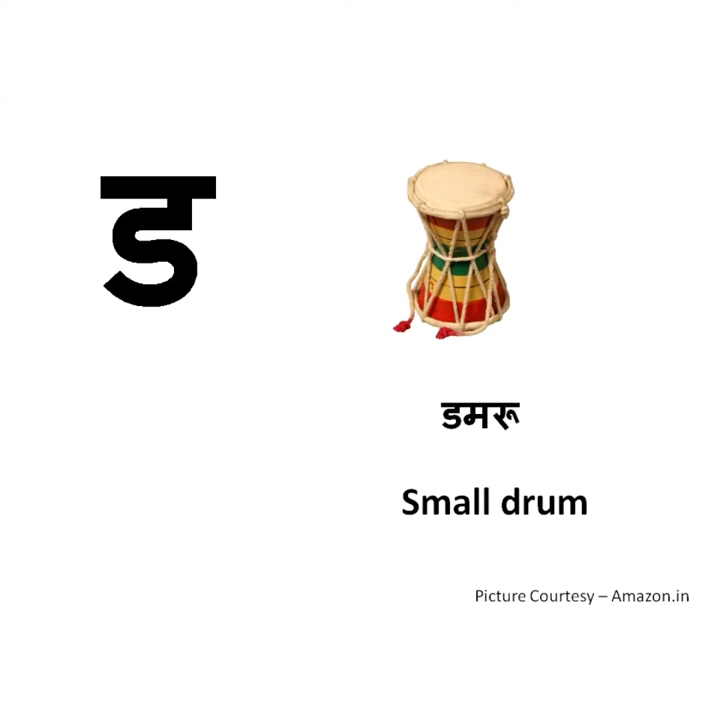 ड
डमरू
Small drum
Picture Courtesy – Amazon.in